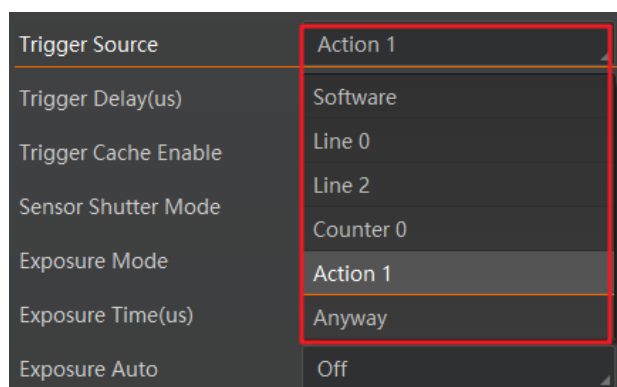 Trigger Source Action 1
Trigger Delay(us) Software
Trigger Cache Enable Line 0
Line 2
Sensor Shutter Mode Counter 0
Exposure Mode Action 1
Exposure Time(us) Anyway
Exposure Auto Off